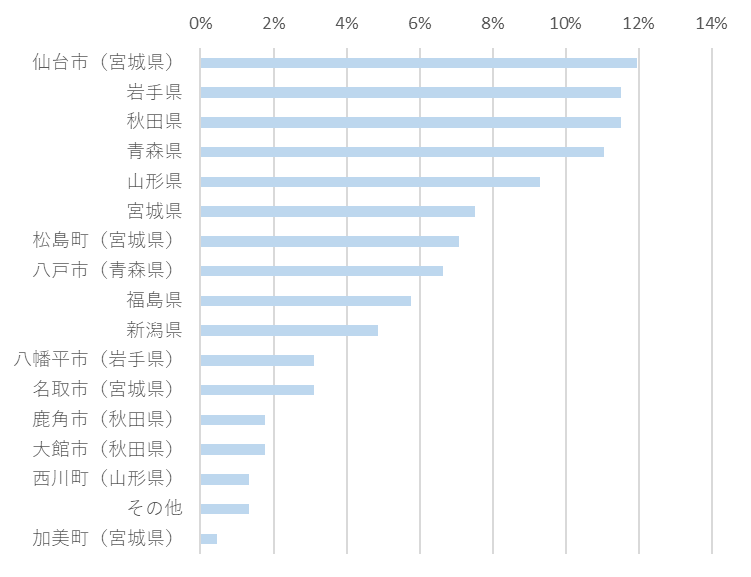 0% 2% 4% 6% 8% 10% 12% 14%
仙台市（宮城県）
岩手県
秋田県
青森県
山形県
宮城県
松島町（宮城県）
八戸市（青森県）
福島県
新潟県
八幡平市（岩手県）
名取市（宮城県）
鹿角市（秋田県）
大館市（秋田県）
西川町（山形県）
その他
加美町（宮城県）